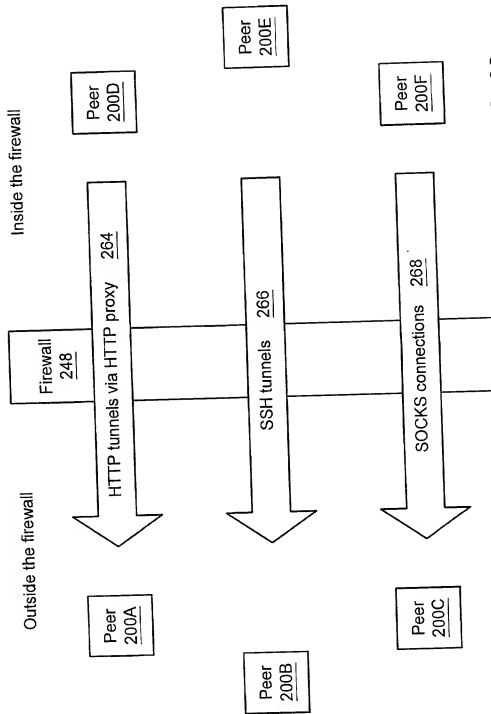 Outside the firewall
Inside the firewall
Firewall
248
Peer
200A
HTTP tunnels via HTTP proxy 264
Peer
200D
Peer
200B
SSH tunnels 266
Peer
200E
Peer
200C
SOCKS connections 268
Peer
200F